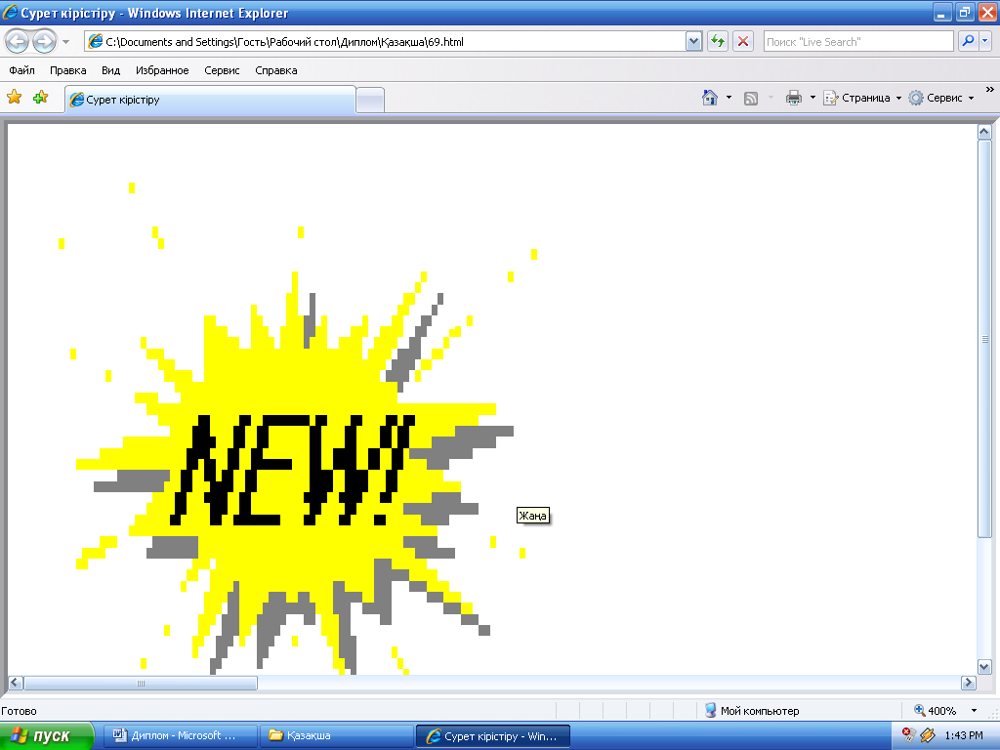 Сурет кірістіру - Windows Internet Explorer
C:\Documents and Settings\Гость\Рабочий стол\Диплом\Қазақша\69.html
Поиск "Live Search"
Файл Правка Вид Избранное Сервис Справка
Сурет кірістіру
Страница Сервис »
NEW!
Жаңа
Готово Мой компьютер 400%
пуск Диплом - Microsoft ... Қазақша Сурет кірістіру - Win... 1:43 PM